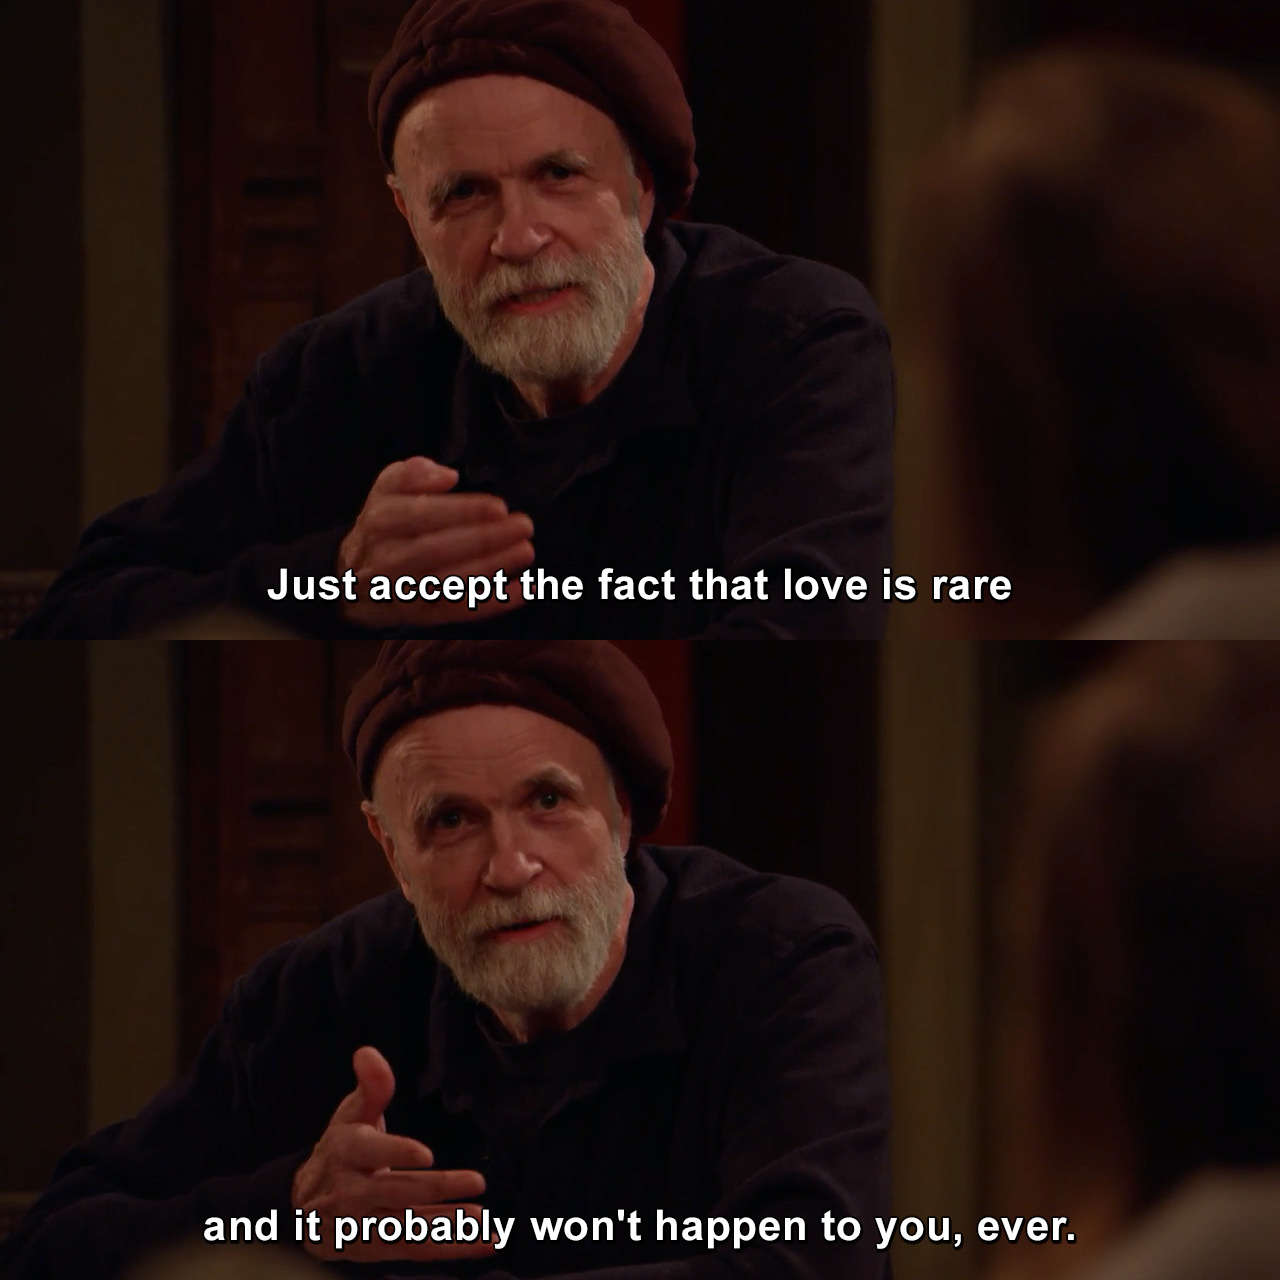 Just accept the fact that love is rare
and it probably won't happen to you, ever.